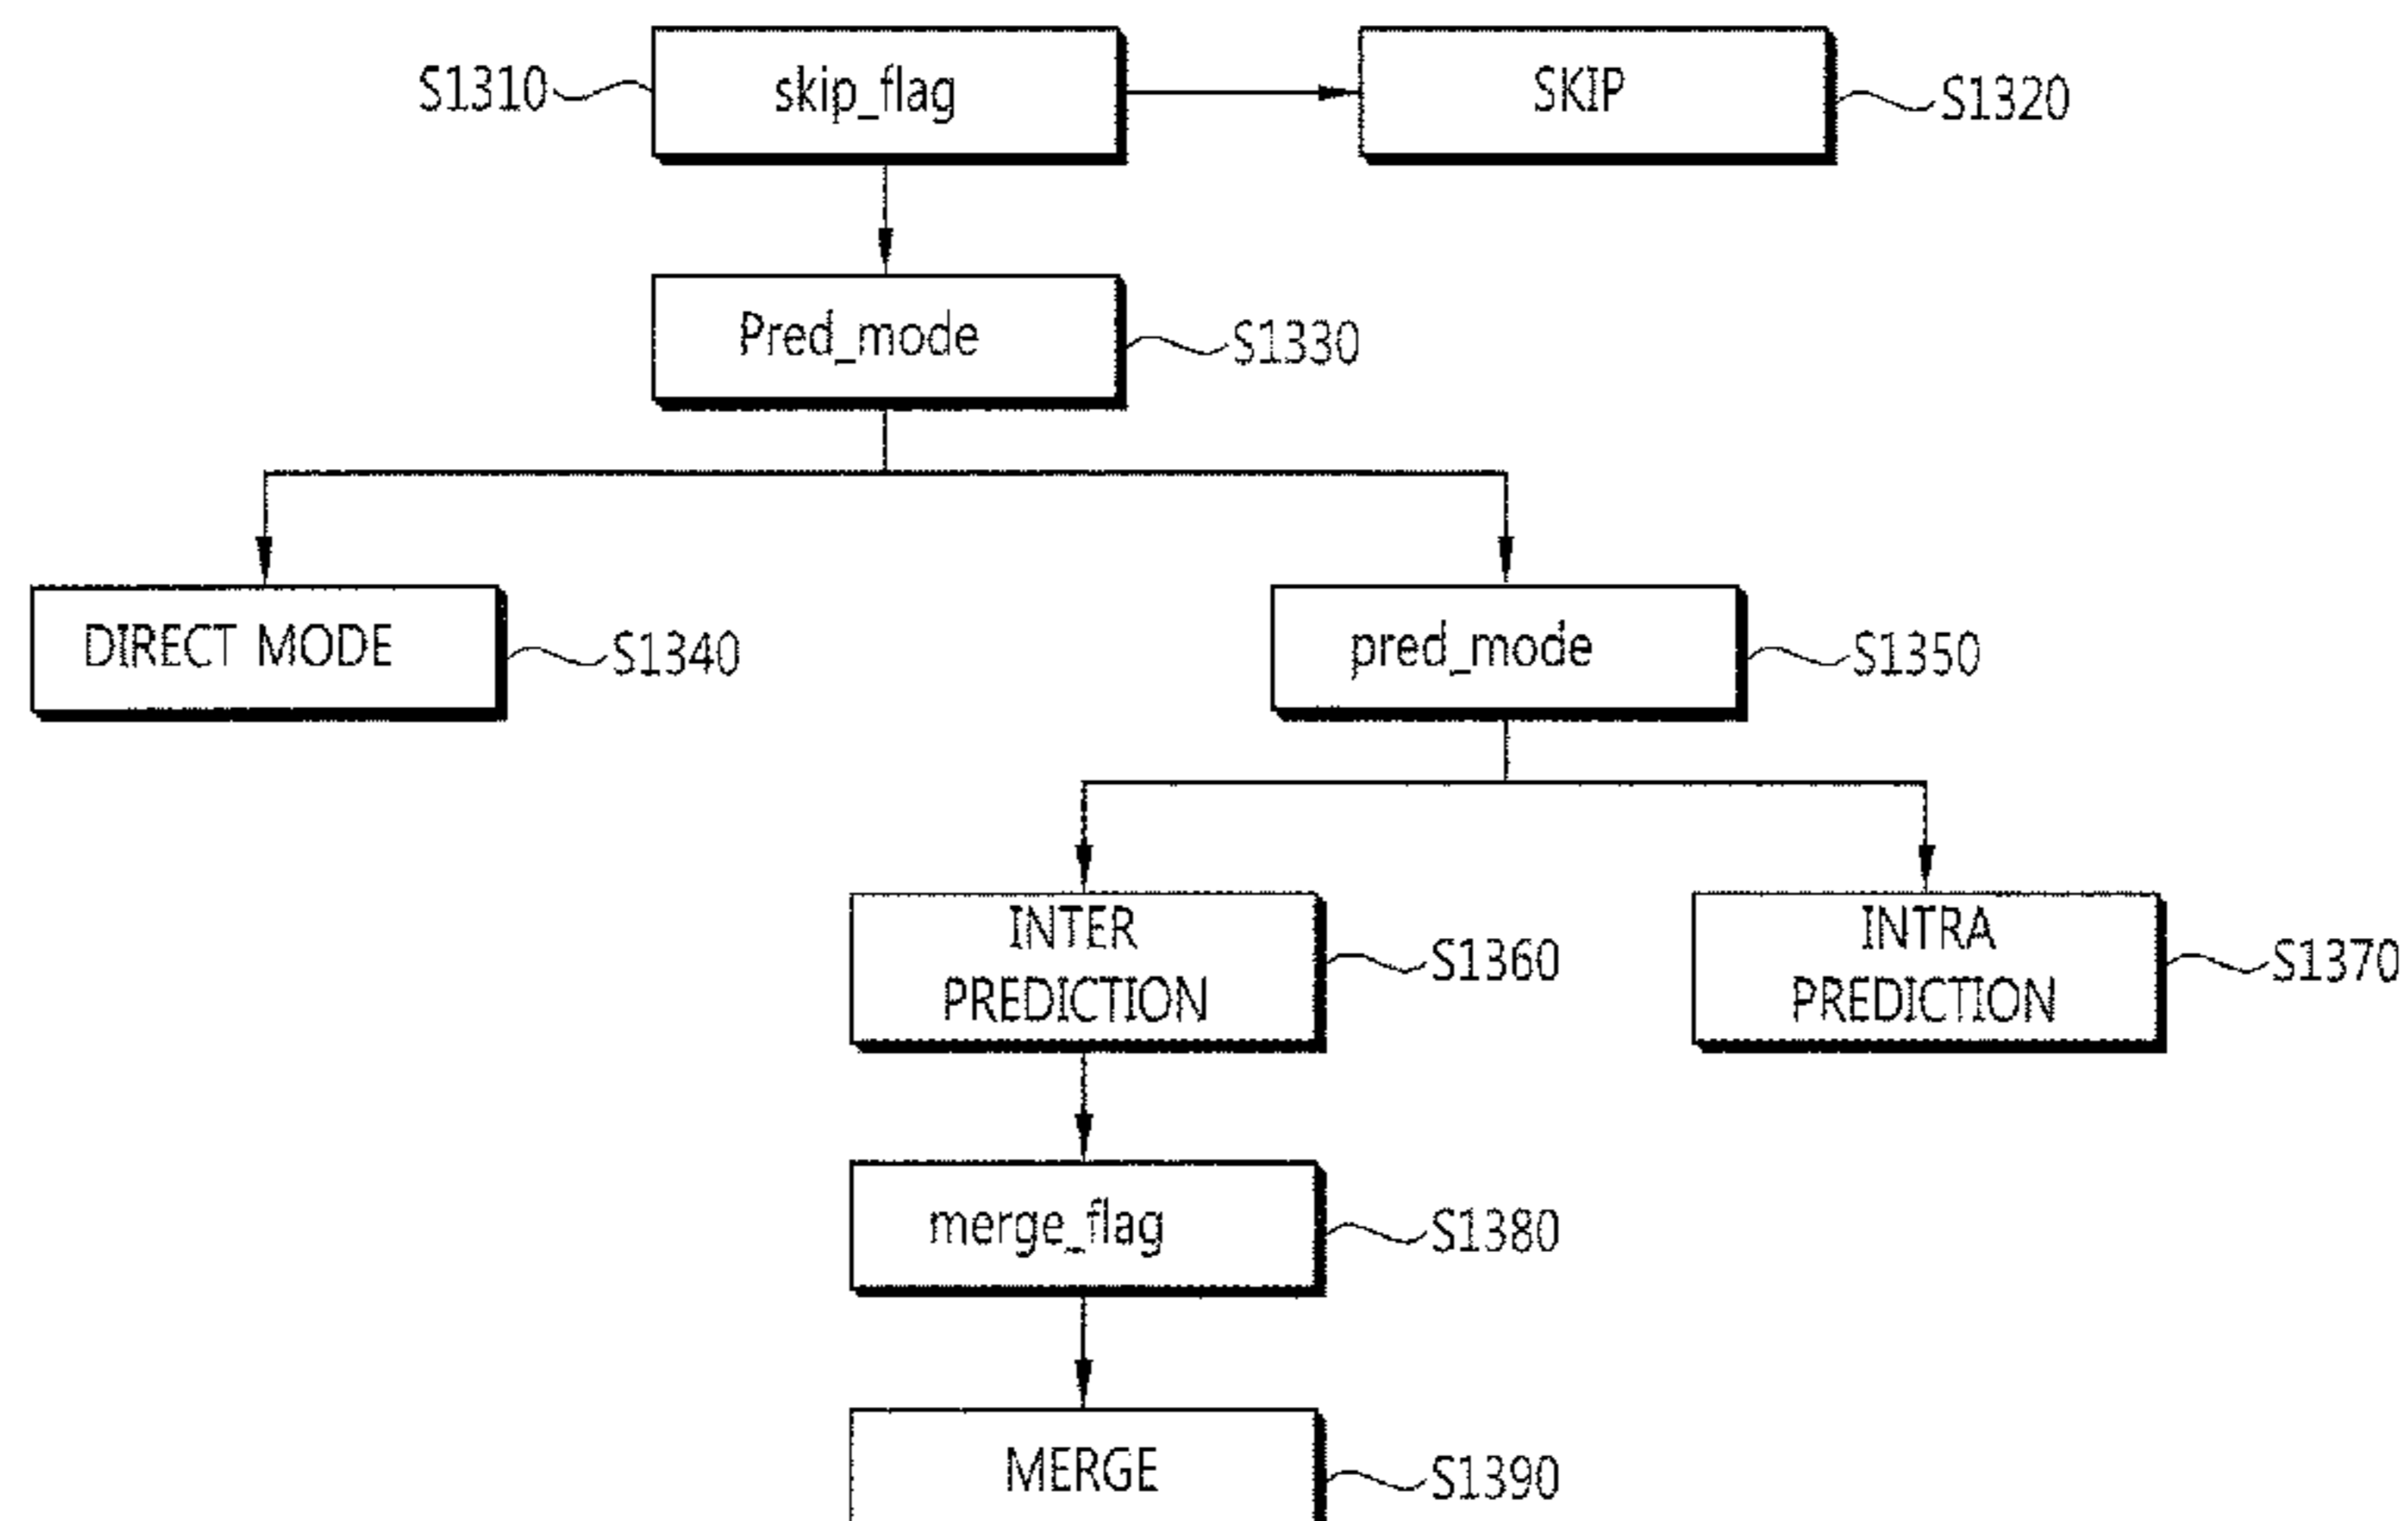 S1310
skip_flag
SKIP
S1320
Pred_mode
S1330
DIRECT MODE
S1340
pred_mode
S1350
INTER
PREDICTION
S1360
INTRA
PREDICTION
S1370
merge_flag
S1380
MERGE
S1390